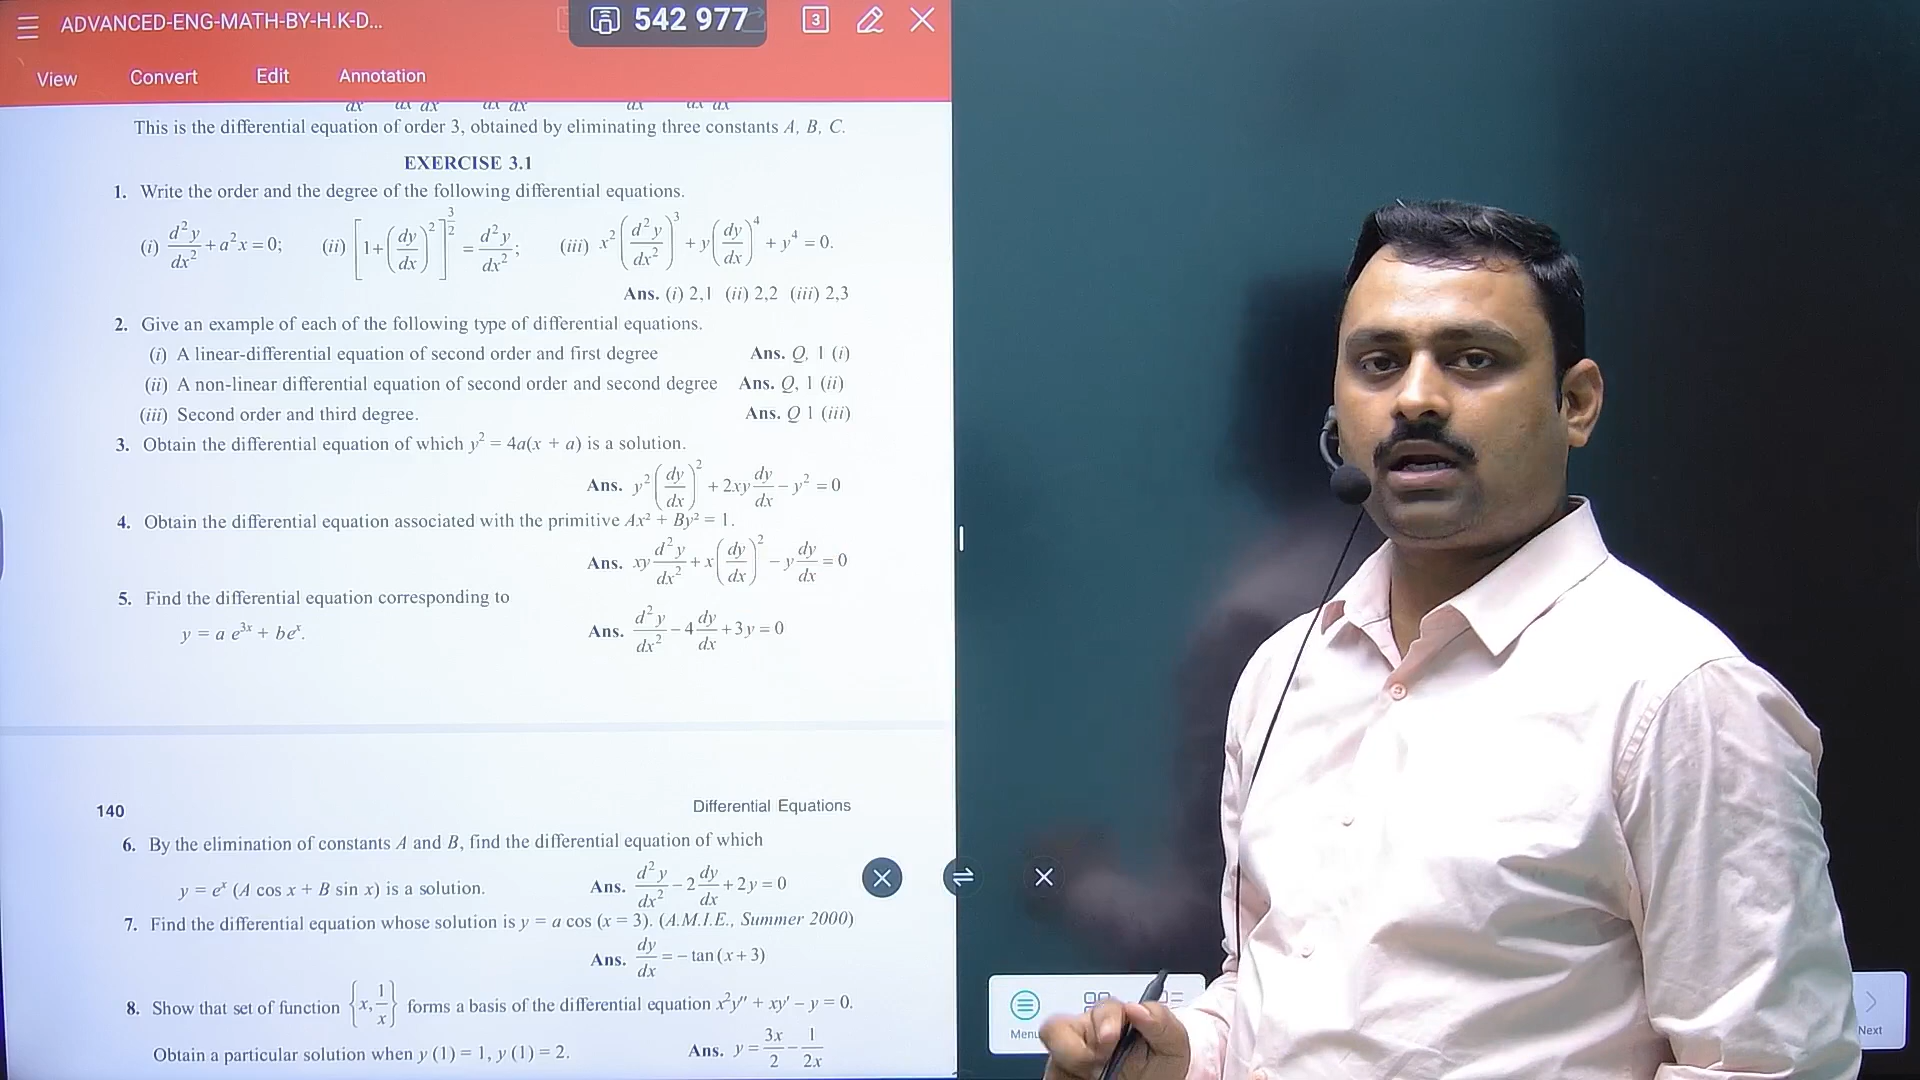 ADVANCED-ENG-MATH-BY-H.K-D...
542 977
3
View Convert Edit Annotation
dx dx dx dx dx dx dx dx
This is the differential equation of order 3, obtained by eliminating three constants A, B, C.
EXERCISE 3.1
1. Write the order and the degree of the following differential equations.
(i) d²y/dx² + a²x = 0; (ii) [1+(dy/dx)²]^(3/2) = d²y/dx²; (iii) x²(d²y/dx²)³ + y(dy/dx)⁴ + y⁴ = 0.
Ans. (i) 2,1 (ii) 2,2 (iii) 2,3
2. Give an example of each of the following type of differential equations.
(i) A linear-differential equation of second order and first degree Ans. Q, 1 (i)
(ii) A non-linear differential equation of second order and second degree Ans. Q, 1 (ii)
(iii) Second order and third degree. Ans. Q 1 (iii)
3. Obtain the differential equation of which y² = 4a(x + a) is a solution.
Ans. y²(dy/dx)² + 2xy dy/dx − y² = 0
4. Obtain the differential equation associated with the primitive Ax² + By² = 1.
Ans. xy d²y/dx² + x(dy/dx)² − y dy/dx = 0
5. Find the differential equation corresponding to
y = a e³ˣ + beˣ. Ans. d²y/dx² − 4 dy/dx + 3y = 0
140 Differential Equations
6. By the elimination of constants A and B, find the differential equation of which
y = eˣ (A cos x + B sin x) is a solution. Ans. d²y/dx² − 2 dy/dx + 2y = 0
7. Find the differential equation whose solution is y = a cos (x = 3). (A.M.I.E., Summer 2000)
Ans. dy/dx = − tan (x + 3)
8. Show that set of function {x, 1/x} forms a basis of the differential equation x²y″ + xy′ − y = 0.
Obtain a particular solution when y (1) = 1, y (1) = 2. Ans. y = 3x/2 − 1/2x
Menu
Next